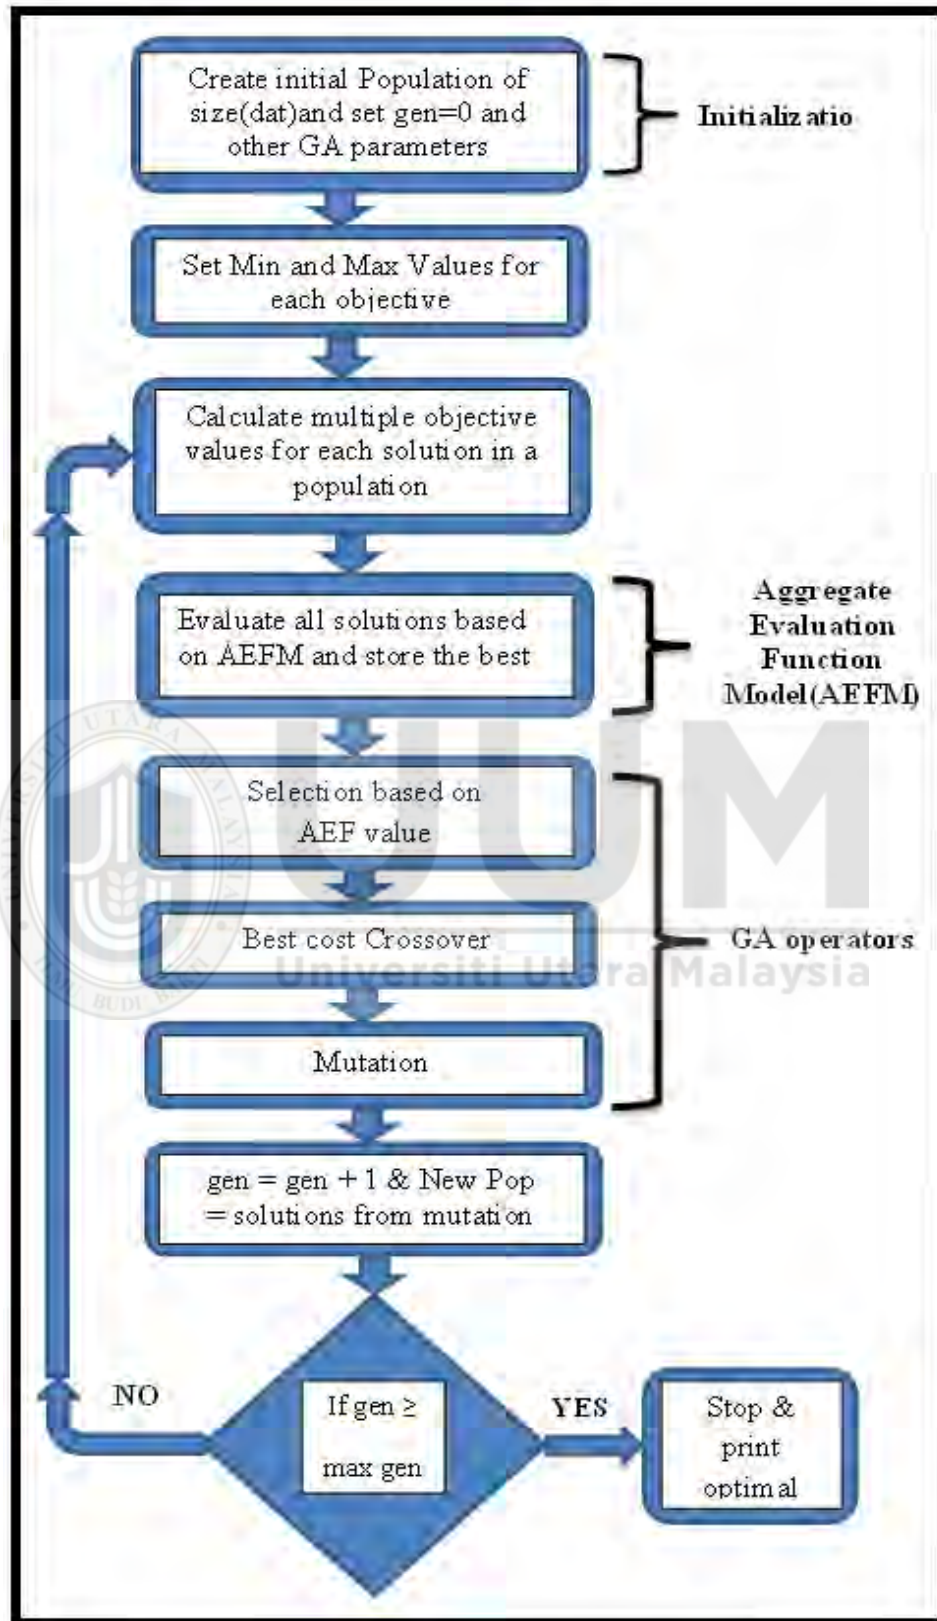 Create initial Population of
size(dat)and set gen=0 and
other GA parameters
Initializatio
Set Min and Max Values for
each objective
Calculate multiple objective
values for each solution in a
population
Evaluate all solutions based
on AEFM and store the best
Aggregate
Evaluation
Function
Model(AEFM)
Selection based on
AEF value
Best cost Crossover
GA operators
Mutation
gen = gen + 1 & New Pop
= solutions from mutation
If gen ≥
max gen
NO
YES
Stop &
print
optimal
UUM
Universiti Utara Malaysia
UNIVERSITI UTARA MALAYSIA